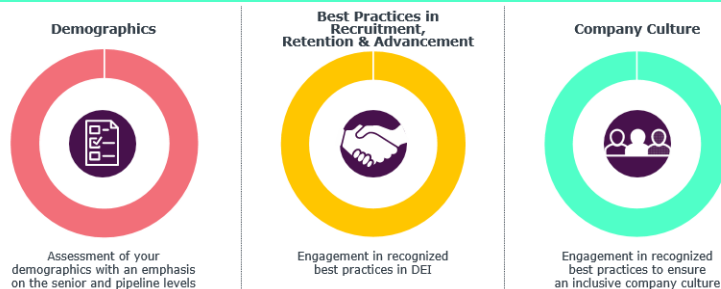 Demographics
Best Practices in
Recruitment,
Retention & Advancement
Company Culture
Assessment of your
demographics with an emphasis
on the senior and pipeline levels
Engagement in recognized
best practices in DEI
Engagement in recognized
best practices to ensure
an inclusive company culture